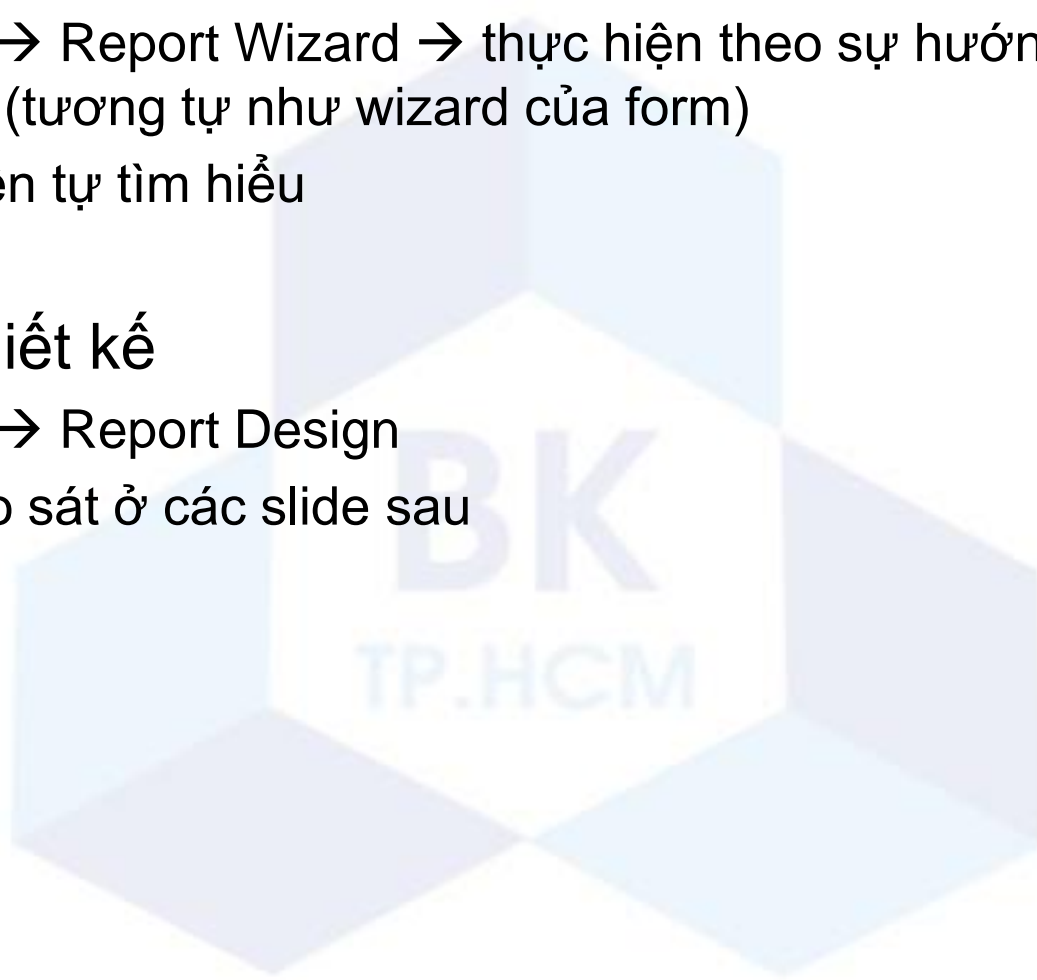 → Report Wizard → thực hiện theo sự hướn
(tương tự như wizard của form)
ên tự tìm hiểu
iết kế
→ Report Design
o sát ở các slide sau
BK
TP.HCM